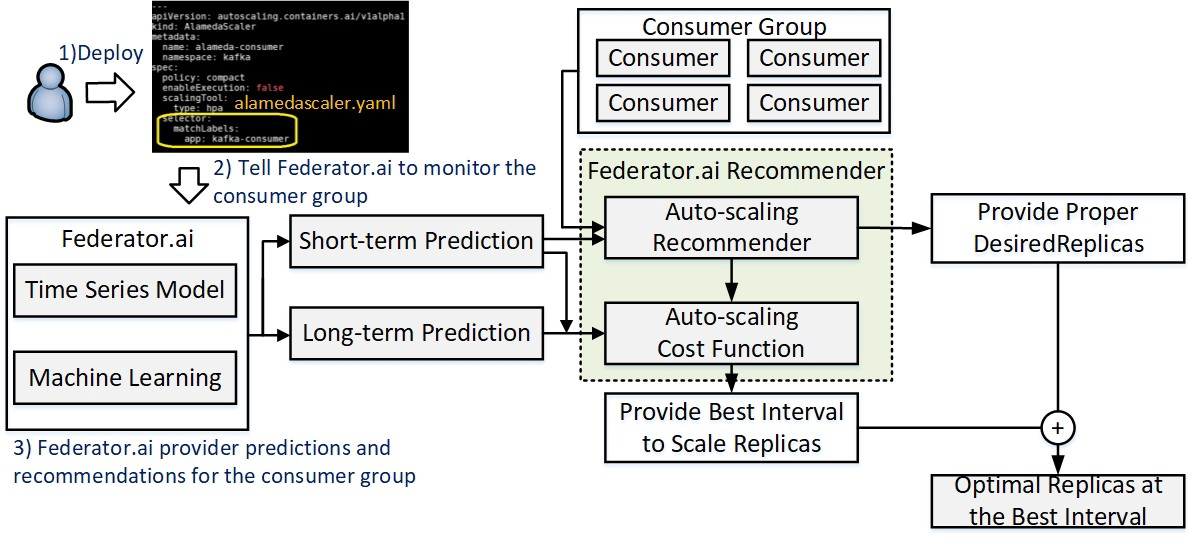 1)Deploy
---
apiVersion: autoscaling.containers.ai/v1alpha1
kind: AlamedaScaler
metadata:
name: alameda-consumer
namespace: kafka
spec:
policy: compact
enableExecution: false
scalingTool:
type: hpa
alamedascaler.yaml
selector:
matchLabels:
app: kafka-consumer
2) Tell Federator.ai to monitor the
consumer group
Consumer Group
Consumer
Consumer
Consumer
Consumer
Federator.ai
Time Series Model
Machine Learning
3) Federator.ai provider predictions and
recommendations for the consumer group
Short-term Prediction
Long-term Prediction
Federator.ai Recommender
Auto-scaling
Recommender
Auto-scaling
Cost Function
Provide Best Interval
to Scale Replicas
Provide Proper
DesiredReplicas
+
Optimal Replicas at
the Best Interval